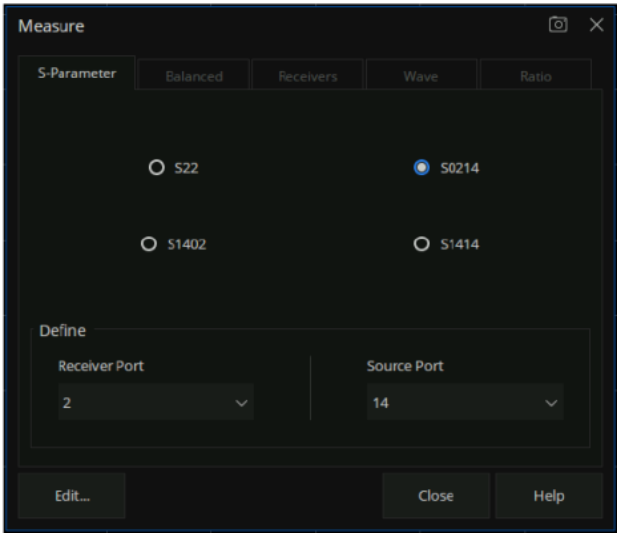 Measure
S-Parameter Balanced Receivers Wave Ratio
S22 S0214
S1402 S1414
Define
Receiver Port Source Port
2 14
Edit... Close Help